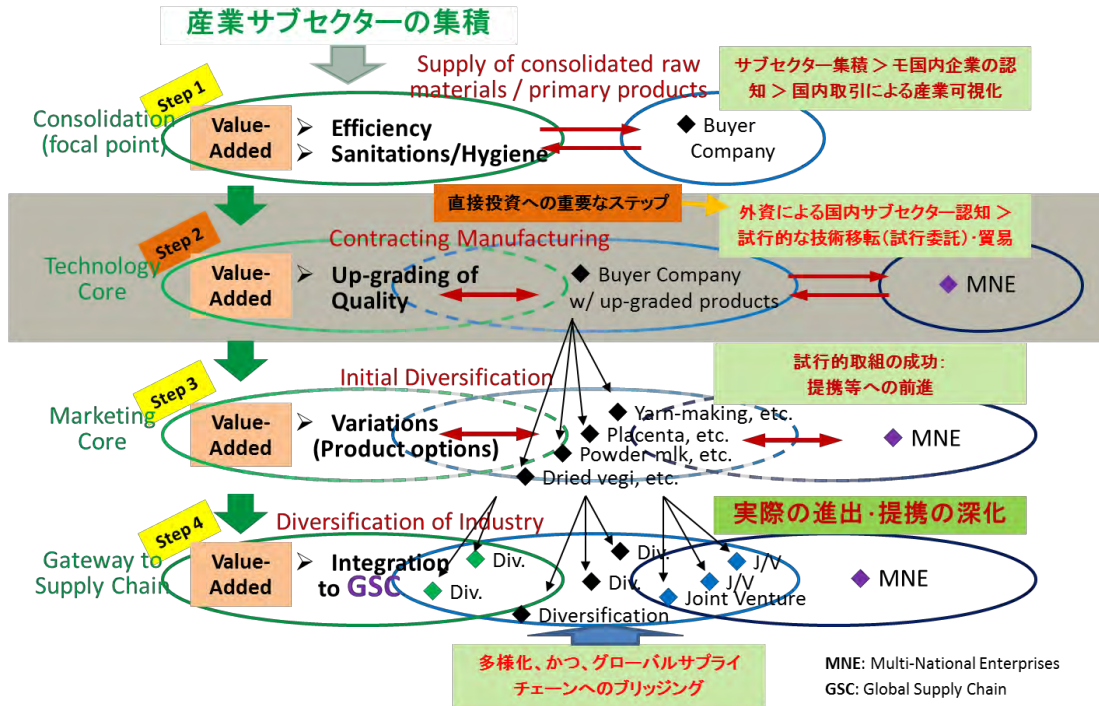 産業サブセクターの集積
Supply of consolidated raw
materials / primary products
サブセクター集積 > モ国内企業の認
知 > 国内取引による産業可視化
Step 1
Consolidation
(focal point)
Value-
Added
➢ Efficiency
➢ Sanitations/Hygiene
Buyer
Company
直接投資への重要なステップ
外資による国内サブセクター認知 >
試行的な技術移転(試行委託)・貿易
Step 2
Contracting Manufacturing
Technology
Core
Value-
Added
➢ Up-grading of
Quality
Buyer Company
w/ up-graded products
MNE
試行的取組の成功:
提携等への前進
Step 3
Initial Diversification
Marketing
Core
Value-
Added
➢ Variations
(Product options)
Yarn-making, etc.
Placenta, etc.
Powder mlk, etc.
Dried vegi, etc.
MNE
Step 4
Diversification of Industry
実際の進出・提携の深化
Gateway to
Supply Chain
Value-
Added
➢ Integration
to GSC
Div.
Div.
Div.
Div.
Diversification
J/V
J/V
Joint Venture
MNE
多様化、かつ、グローバルサプライ
チェーンへのブリッジング
MNE: Multi-National Enterprises
GSC: Global Supply Chain